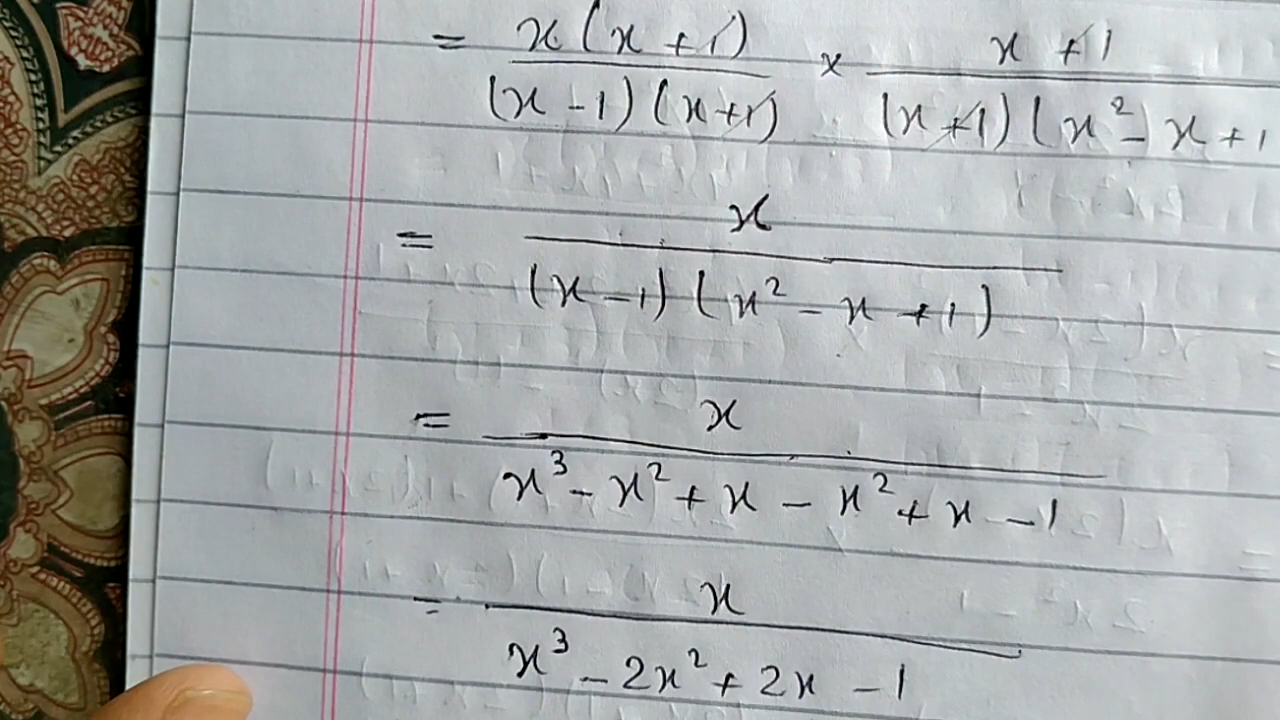 = x(x+1) / (x-1)(x+1) × x+1 / (x+1)(x²-x+1
= x / (x-1)(x²-x+1)
= x / x³-x²+x-x²+x-1
= x / x³-2x²+2x-1